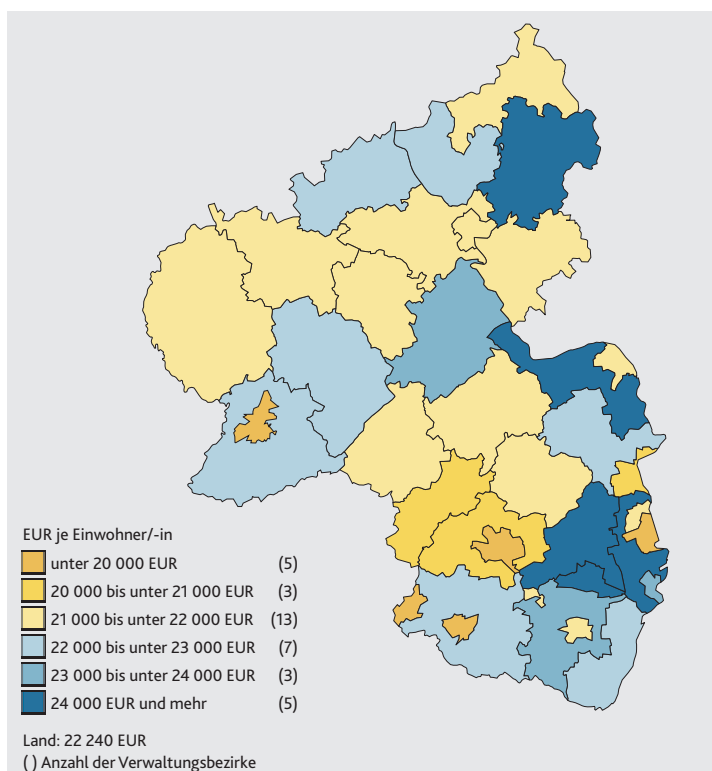 EUR je Einwohner/-in
unter 20 000 EUR (5)
20 000 bis unter 21 000 EUR (3)
21 000 bis unter 22 000 EUR (13)
22 000 bis unter 23 000 EUR (7)
23 000 bis unter 24 000 EUR (3)
24 000 EUR und mehr (5)
Land: 22 240 EUR
( ) Anzahl der Verwaltungsbezirke